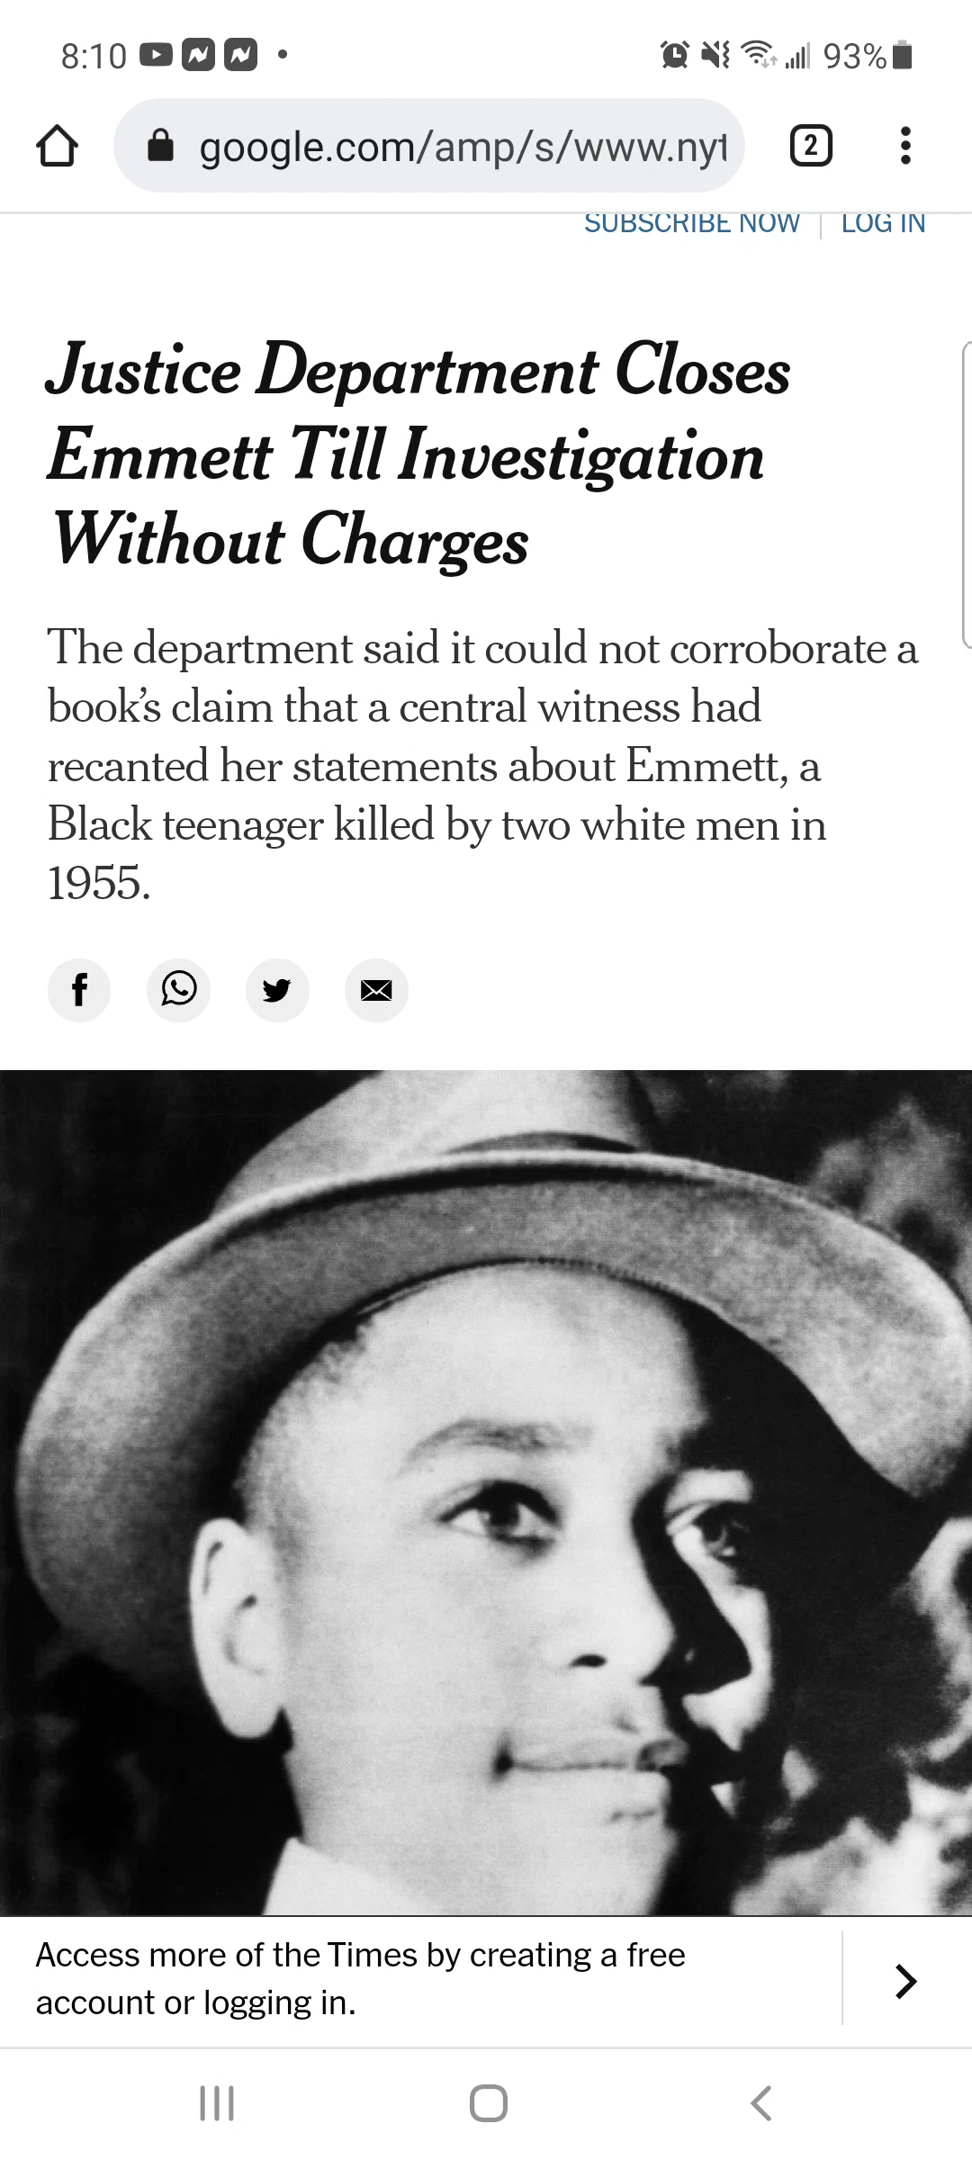 8:10
93%
google.com/amp/s/www.nyt
2
SUBSCRIBE NOW | LOG IN
Justice Department Closes
Emmett Till Investigation
Without Charges
The department said it could not corroborate a
book’s claim that a central witness had
recanted her statements about Emmett, a
Black teenager killed by two white men in
1955.
Access more of the Times by creating a free
account or logging in.